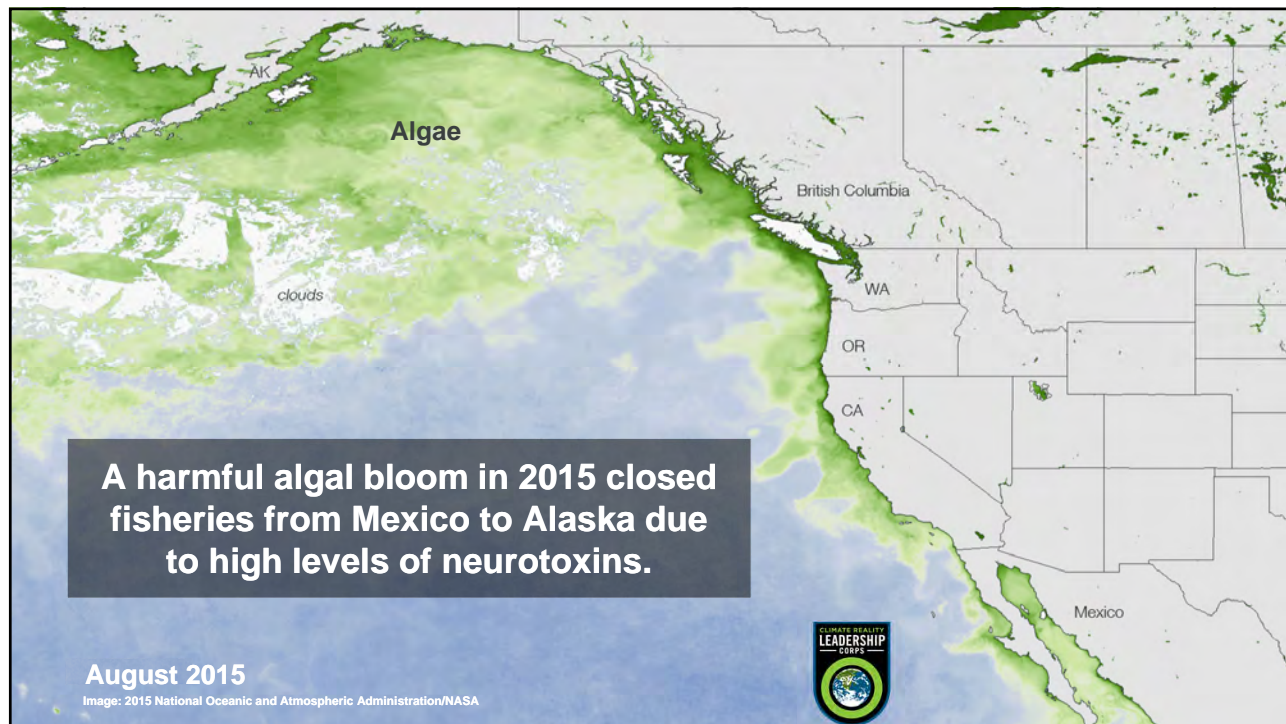 AK
Algae
British Columbia
clouds
WA
OR
CA
A harmful algal bloom in 2015 closed
fisheries from Mexico to Alaska due
to high levels of neurotoxins.
Mexico
CLIMATE REALITY
LEADERSHIP
CORPS
August 2015
Image: 2015 National Oceanic and Atmospheric Administration/NASA